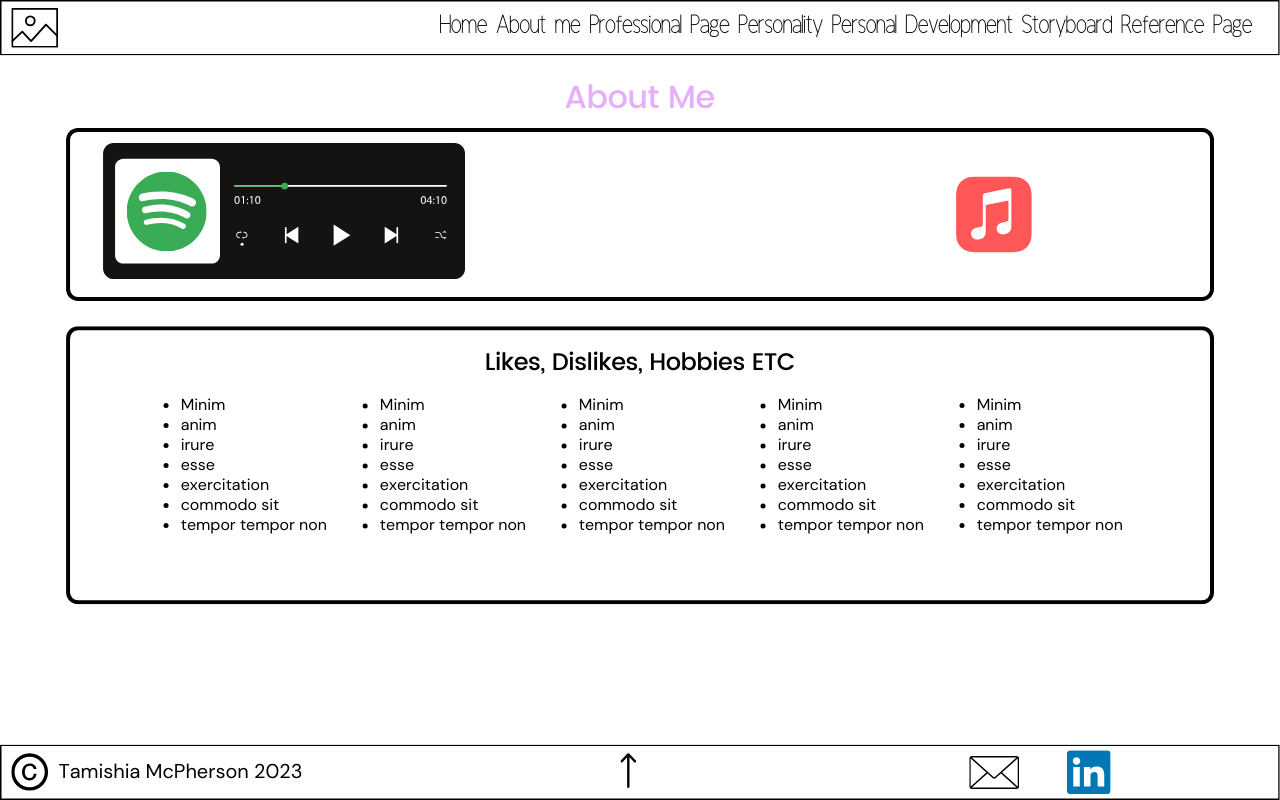 Home About me Professional Page Personality Personal Development Storyboard Reference Page
About Me
01:10 04:10
Likes, Dislikes, Hobbies ETC
• Minim
• anim
• irure
• esse
• exercitation
• commodo sit
• tempor tempor non
• Minim
• anim
• irure
• esse
• exercitation
• commodo sit
• tempor tempor non
• Minim
• anim
• irure
• esse
• exercitation
• commodo sit
• tempor tempor non
• Minim
• anim
• irure
• esse
• exercitation
• commodo sit
• tempor tempor non
• Minim
• anim
• irure
• esse
• exercitation
• commodo sit
• tempor tempor non
© Tamishia McPherson 2023
in